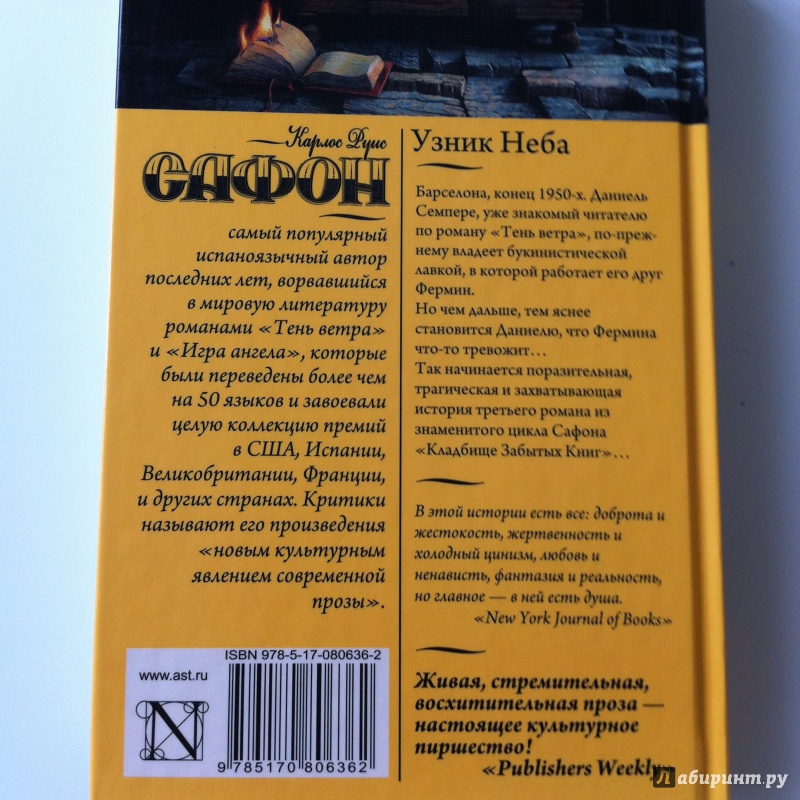 Карлос Руис
САФОН
самый популярный
испаноязычный автор
последних лет, ворвавшийся
в мировую литературу
романами «Тень ветра»
и «Игра ангела», которые
были переведены более чем
на 50 языков и завоевали
целую коллекцию премий
в США, Испании,
Великобритании, Франции,
и других странах. Критики
называют его произведения
«новым культурным
явлением современной
прозы».
Узник Неба
Барселона, конец 1950-х. Даниель
Семпере, уже знакомый читателю
по роману «Тень ветра», по-преж-
нему владеет букинистической
лавкой, в которой работает его друг
Фермин.
Но чем дальше, тем яснее
становится Даниелю, что Фермина
что-то тревожит…
Так начинается поразительная,
трагическая и захватывающая
история третьего романа из
знаменитого цикла Сафона
«Кладбище Забытых Книг»…
В этой истории есть все: доброта и
жестокость, жертвенность и
холодный цинизм, любовь и
ненависть, фантазия и реальность,
но главное — в ней есть душа.
«New York Journal of Books»
Живая, стремительная,
восхитительная проза —
настоящее культурное
пиршество!
«Publishers Weekly»
www.ast.ru
N
ISBN 978-5-17-080636-2
9 785170 806362
лабиринт.ру